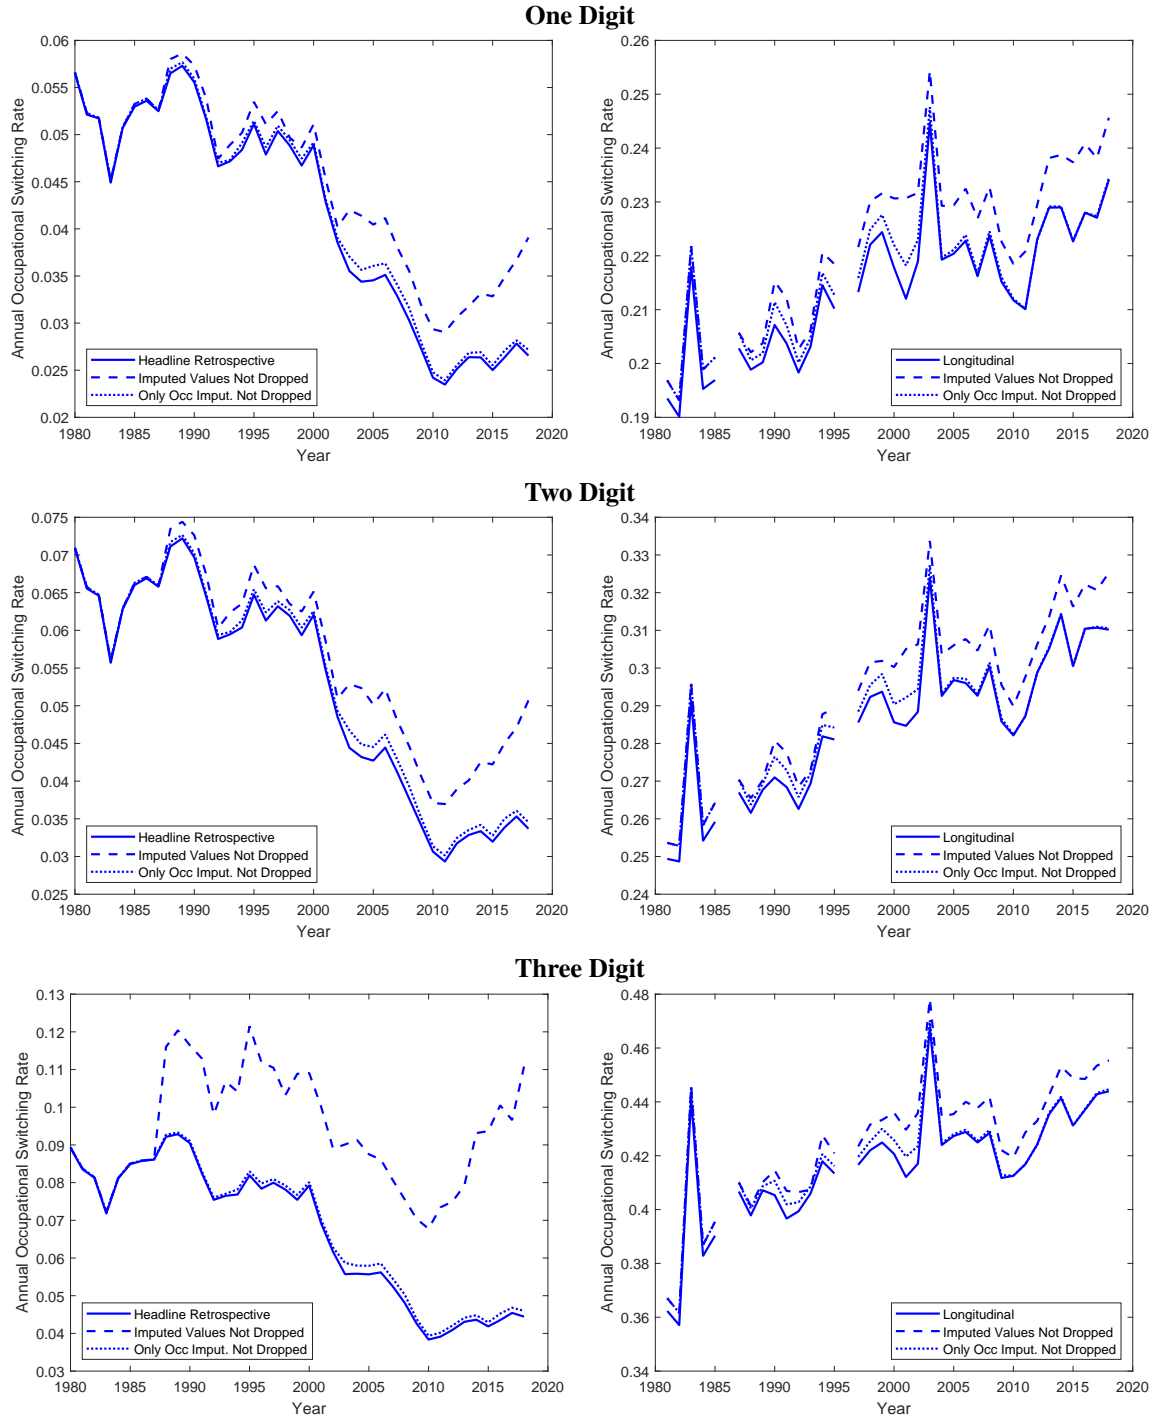 One Digit
0.06
0.055
0.05
0.045
0.04
0.035
0.03
0.025
0.02
Annual Occupational Switching Rate
Headline Retrospective
Imputed Values Not Dropped
Only Occ Imput. Not Dropped
1980 1985 1990 1995 2000 2005 2010 2015 2020
Year
0.26
0.25
0.24
0.23
0.22
0.21
0.2
0.19
Annual Occupational Switching Rate
Longitudinal
Imputed Values Not Dropped
Only Occ Imput. Not Dropped
1980 1985 1990 1995 2000 2005 2010 2015 2020
Year
Two Digit
0.075
0.07
0.065
0.06
0.055
0.05
0.045
0.04
0.035
0.03
0.025
Annual Occupational Switching Rate
Headline Retrospective
Imputed Values Not Dropped
Only Occ Imput. Not Dropped
1980 1985 1990 1995 2000 2005 2010 2015 2020
Year
0.34
0.33
0.32
0.31
0.3
0.29
0.28
0.27
0.26
0.25
0.24
Annual Occupational Switching Rate
Longitudinal
Imputed Values Not Dropped
Only Occ Imput. Not Dropped
1980 1985 1990 1995 2000 2005 2010 2015 2020
Year
Three Digit
0.13
0.12
0.11
0.1
0.09
0.08
0.07
0.06
0.05
0.04
0.03
Annual Occupational Switching Rate
Headline Retrospective
Imputed Values Not Dropped
Only Occ Imput. Not Dropped
1980 1985 1990 1995 2000 2005 2010 2015 2020
Year
0.48
0.46
0.44
0.42
0.4
0.38
0.36
0.34
Annual Occupational Switching Rate
Longitudinal
Imputed Values Not Dropped
Only Occ Imput. Not Dropped
1980 1985 1990 1995 2000 2005 2010 2015 2020
Year